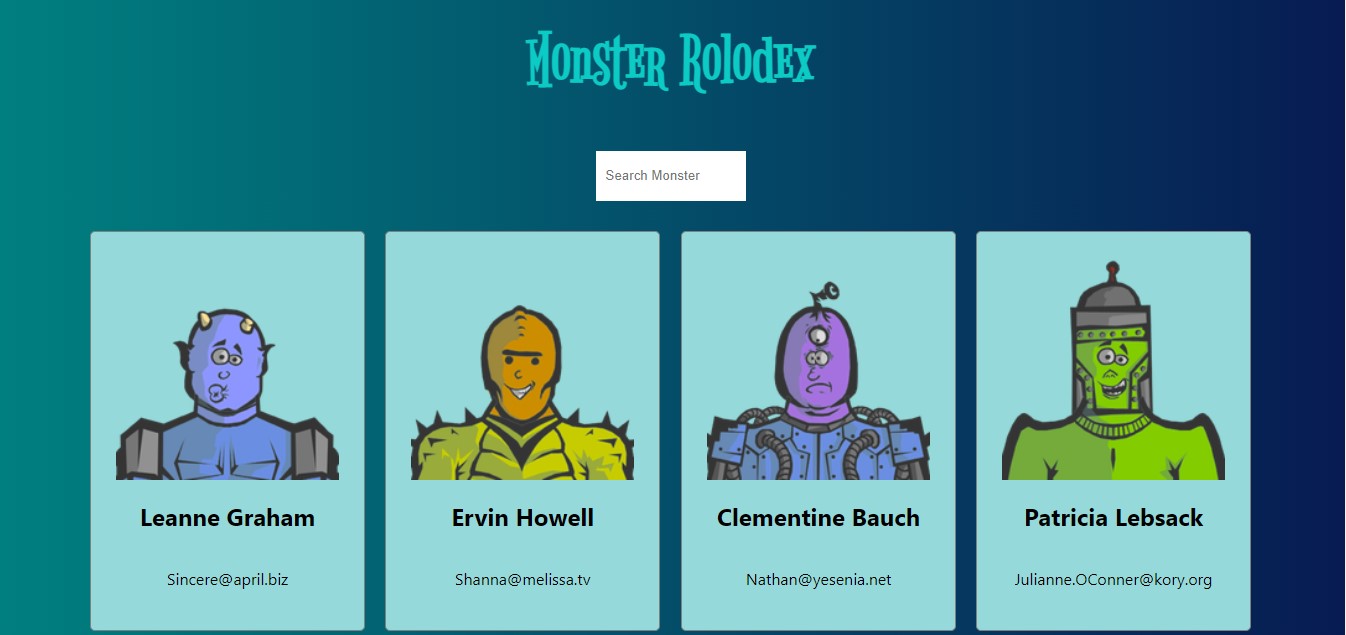 Monster Rolodex
Search Monster
Leanne Graham
Sincere@april.biz
Ervin Howell
Shanna@melissa.tv
Clementine Bauch
Nathan@yesenia.net
Patricia Lebsack
Julianne.OConner@kory.org